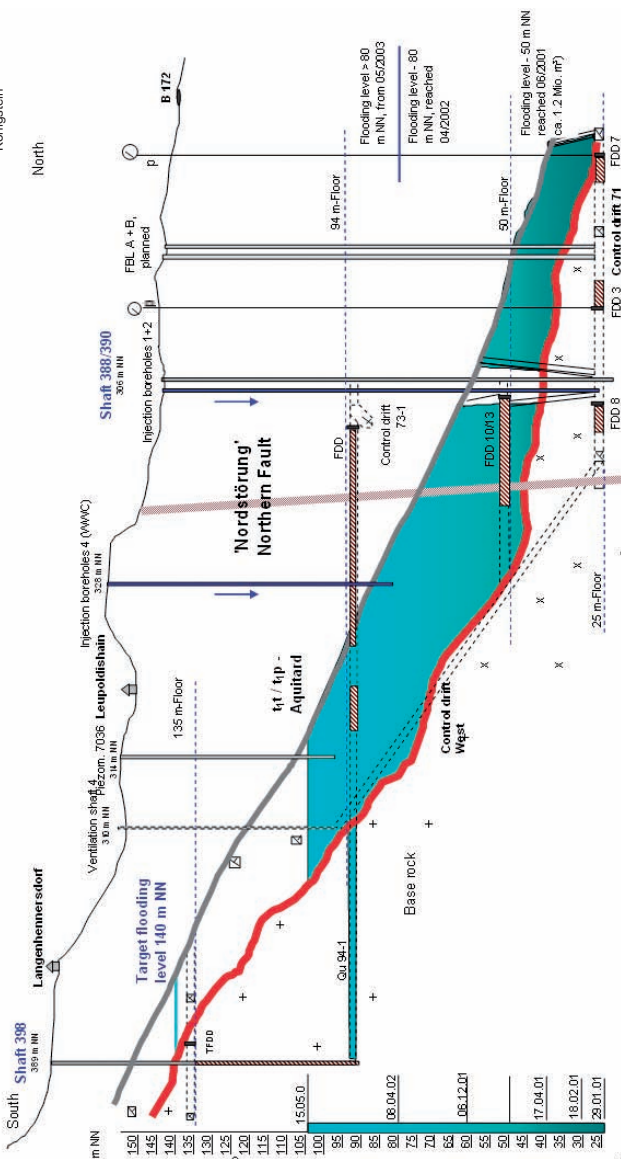 South
Königstein
North
Shaft 398
389 m NN
Langenhennersdorf
Ventilation shaft 4
310 m NN
Piezom. 7036
314 m NN
Leupoldishain
Injection boreholes 4 (WWC)
328 m NN
Shaft 388/390
306 m NN
Injection boreholes 1+2
p
FBL A + B,
planned
p
B 172
Target flooding
level 140 m NN
135 m-Floor
'Nordstörung'
Northern Fault
94 m-Floor
Flooding level > 80
m NN, from 05/2003
Flooding level - 80
m NN, reached
04/2002
Flooding level - 50 m NN
reached 06/2001
ca. 1.2 Mio. m³)
50 m-Floor
t₁t / t₁p -
Aquitard
FDD
Control drift
73-1
TFDD
Qu 94-1
Base rock
Control drift
West
FDD 10/13
25 m-Floor
FDD 8
FDD 3
Control drift 71
FDD 7
m NN
150
145
140
135
130
125
120
115
110
105
100
95
90
85
80
75
70
65
60
55
50
45
40
35
30
25
15.05.0
08.04.02
06.12.01
17.04.01
18.02.01
29.01.01